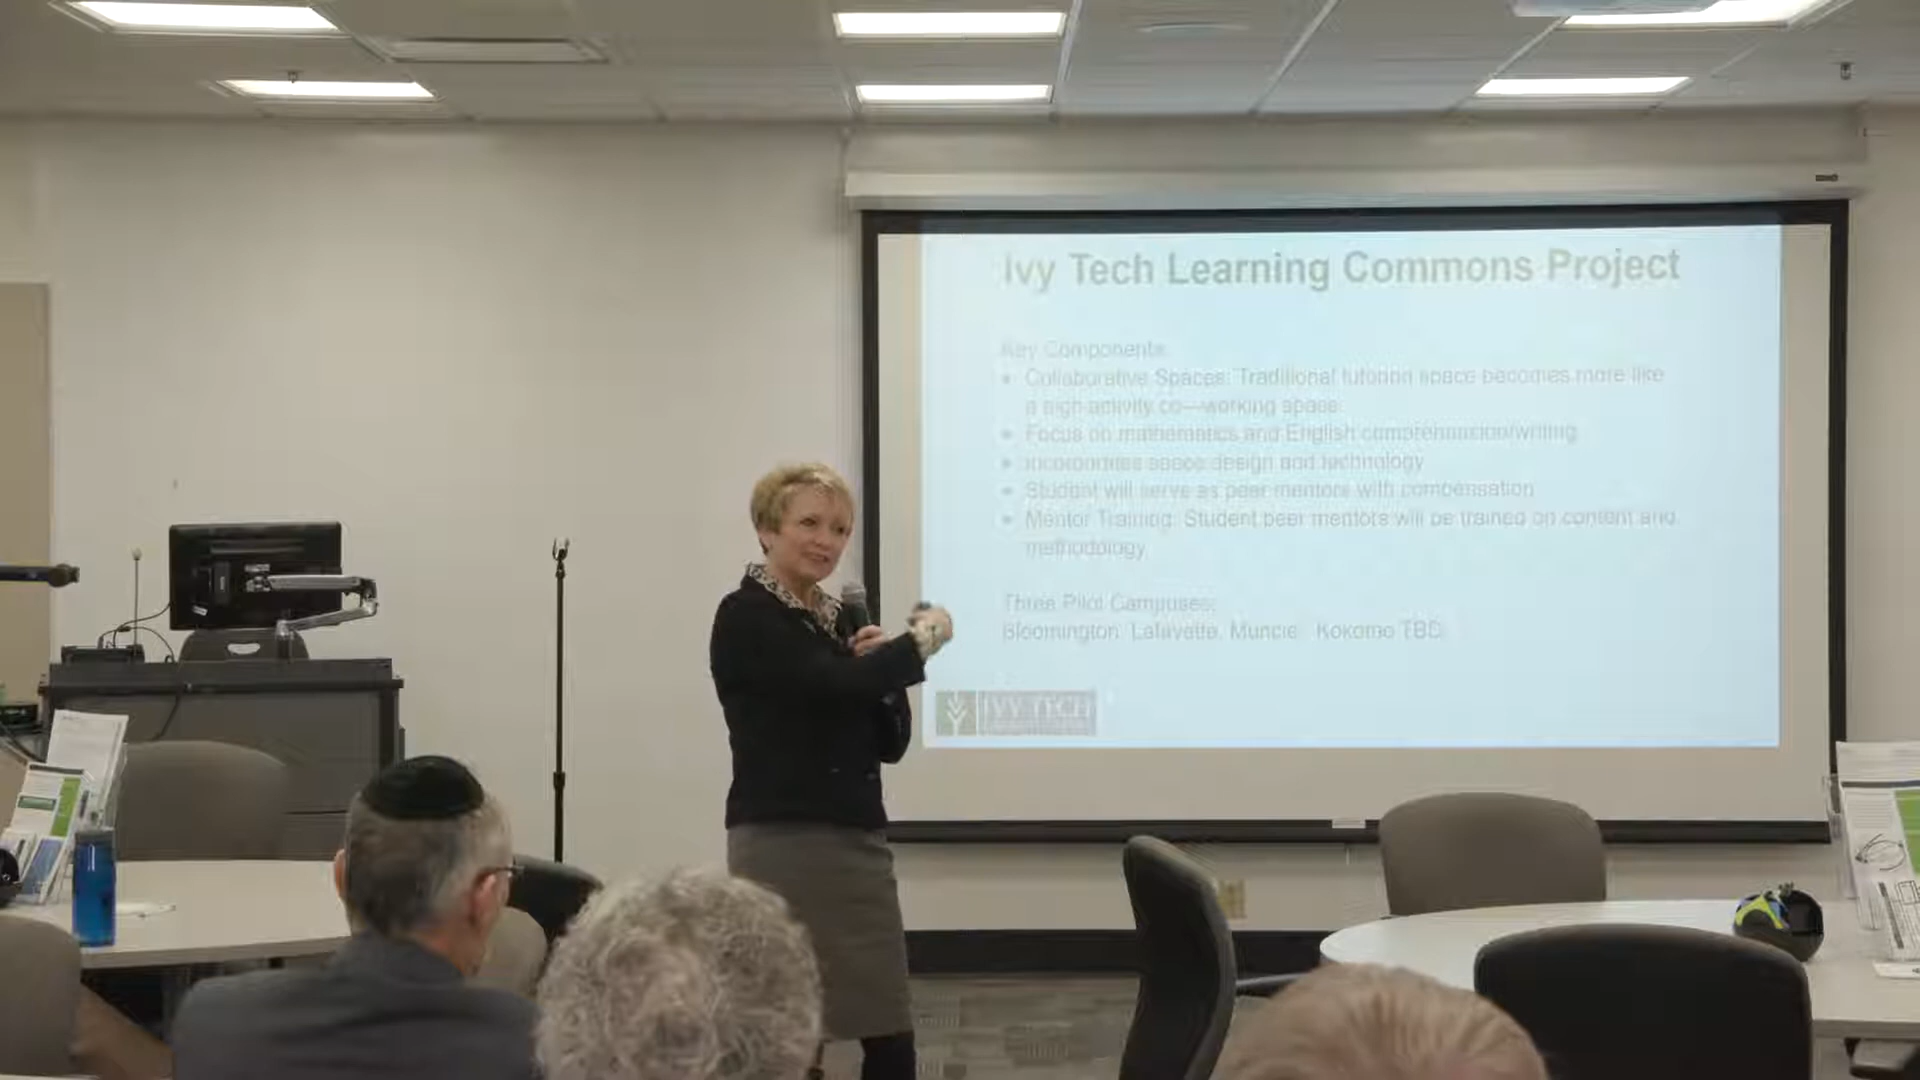 Ivy Tech Learning Commons Project
Key Components:
• Collaborative Spaces: Traditional tutoring space becomes more like
a high activity co—working space
• Focus on mathematics and English comprehension/writing
• Incorporates space design and technology
• Student will serve as peer mentors with compensation
• Mentor Training: Student peer mentors will be trained on content and
methodology
Three Pilot Campuses:
Bloomington, Lafayette, Muncie, Kokomo TBD
IVY TECH